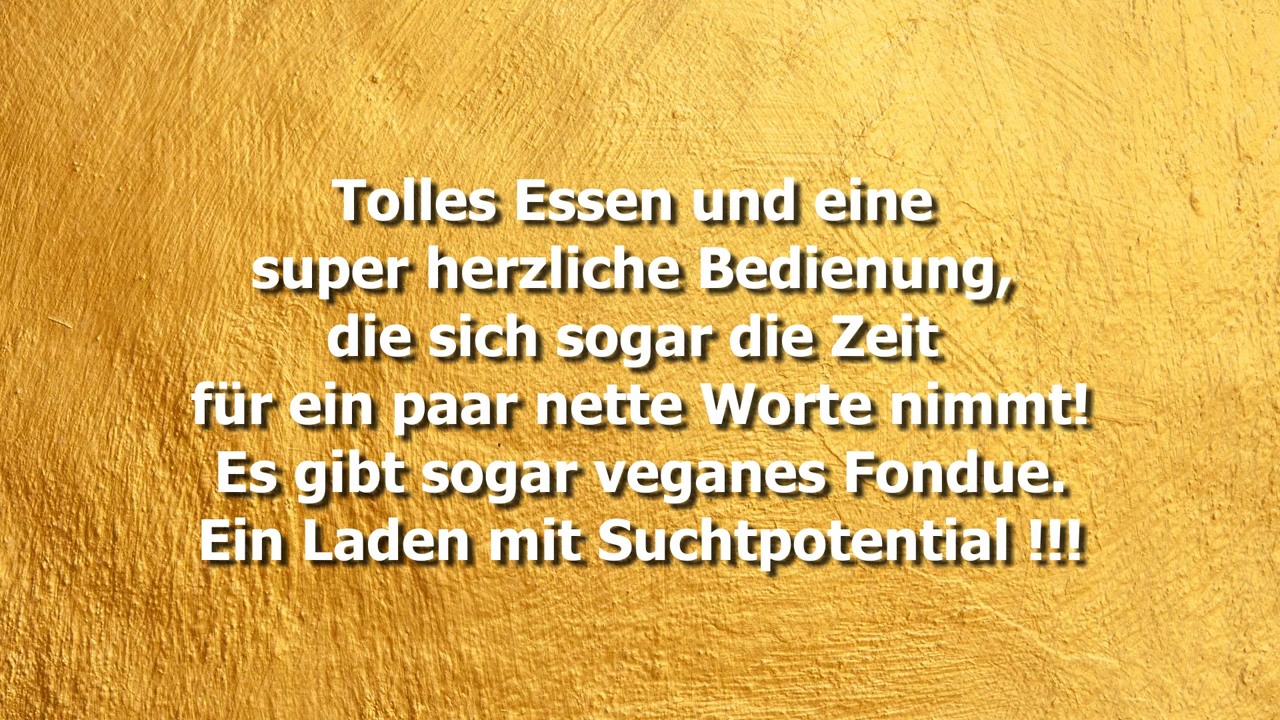 Tolles Essen und eine
super herzliche Bedienung,
die sich sogar die Zeit
für ein paar nette Worte nimmt!
Es gibt sogar veganes Fondue.
Ein Laden mit Suchtpotential !!!